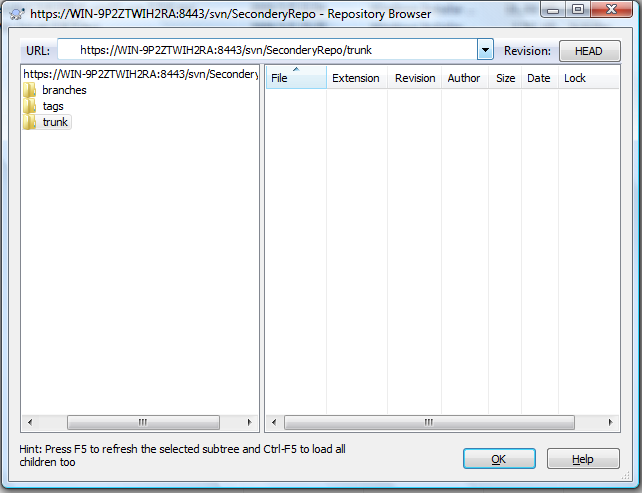 https://WIN-9P2ZTWIH2RA:8443/svn/SeconderyRepo - Repository Browser
URL: https://WIN-9P2ZTWIH2RA:8443/svn/SeconderyRepo/trunk Revision: HEAD
https://WIN-9P2ZTWIH2RA:8443/svn/Secondery
branches
tags
trunk
File Extension Revision Author Size Date Lock
Hint: Press F5 to refresh the selected subtree and Ctrl-F5 to load all
children too
OK Help